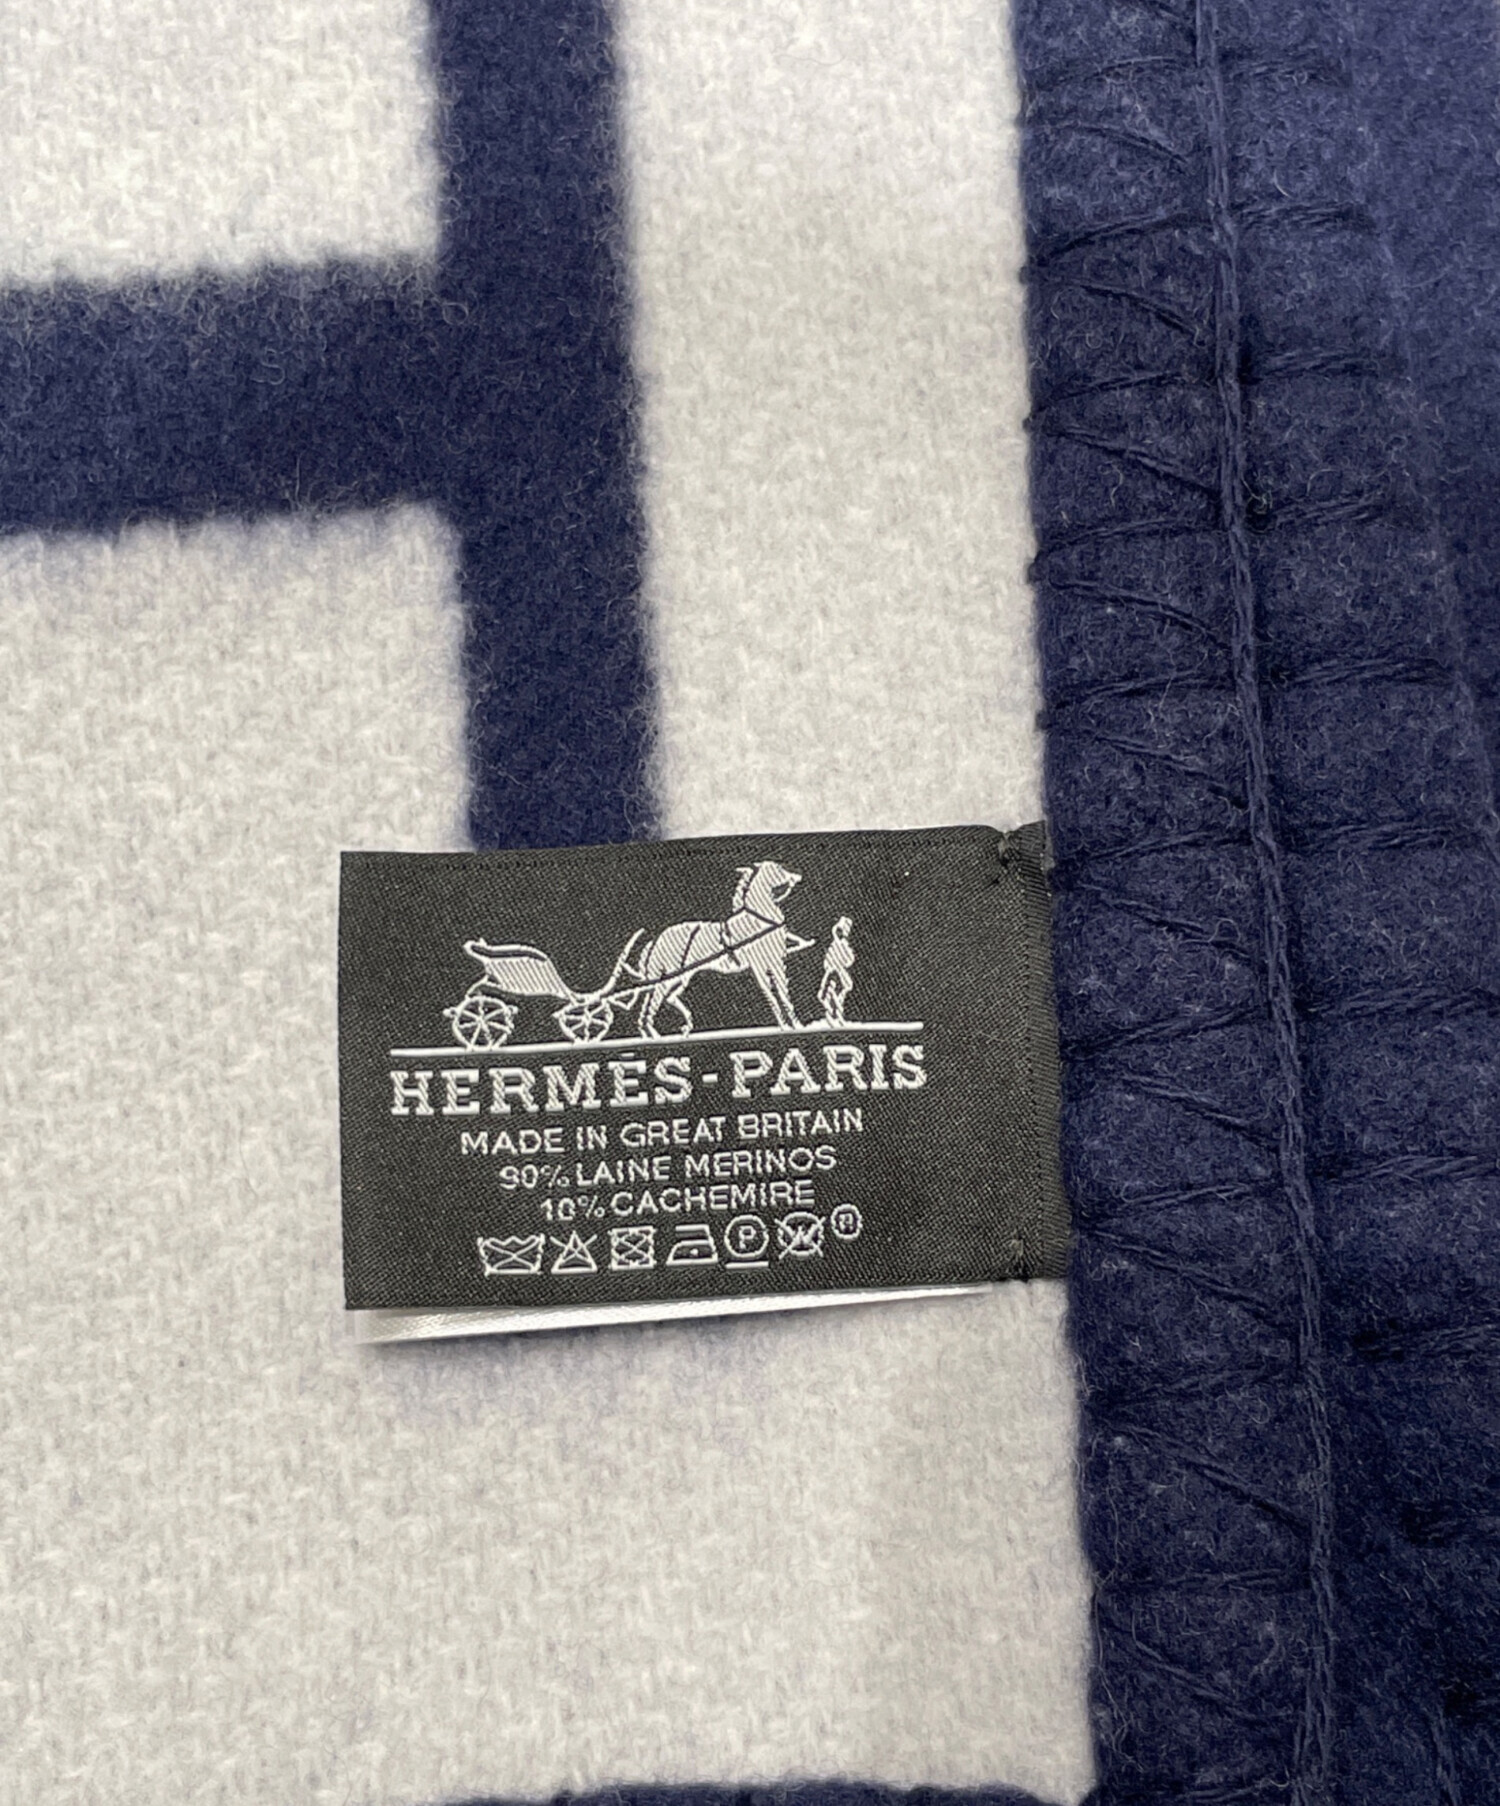 HERMÈS-PARIS
MADE IN GREAT BRITAIN
90% LAINE MERINOS
10% CACHEMIRE
P W ®